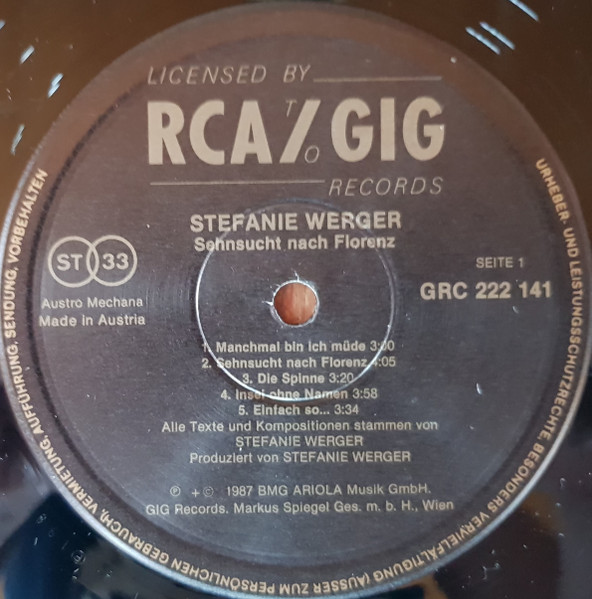 LICENSED BY
RCA TO GIG
RECORDS
STEFANIE WERGER
Sehnsucht nach Florenz
ST 33
SEITE 1
Austro Mechana
GRC 222 141
Made in Austria
1. Manchmal bin ich müde 3:30
2. Sehnsucht nach Florenz 4:05
3. Die Spinne 3:20
4. Insel ohne Namen 3:58
5. Einfach so... 3:34
Alle Texte und Kompositionen stammen von
STEFANIE WERGER
Produziert von STEFANIE WERGER
℗ + © 1987 BMG ARIOLA Musik GmbH.
GIG Records. Markus Spiegel Ges. m. b. H., Wien
URHEBER- UND LEISTUNGSSCHUTZRECHTE, BESONDERS VERVIELFÄLTIGUNG (AUSSER ZUM PERSÖNLICHEN GEBRAUCH), VERMIETUNG, AUFFÜHRUNG, SENDUNG, VORBEHALTEN